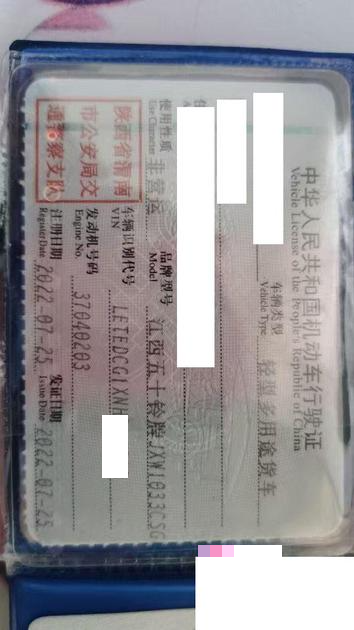 中华人民共和国机动车行驶证
Vehicle License of the People's Republic of China
车辆类型 轻型多用途货车
Vehicle Type
使用性质 非营运 品牌型号 江西五十铃牌JXW1033CSG
Use Character Model
陕西省渭南
市公安局交
通警察支队
车辆识别代号 LETEDCG1XNH
VIN
发动机号码 37040203
Engine No.
注册日期 2022-07-25 发证日期 2022-07-25
Register Date Issue Date